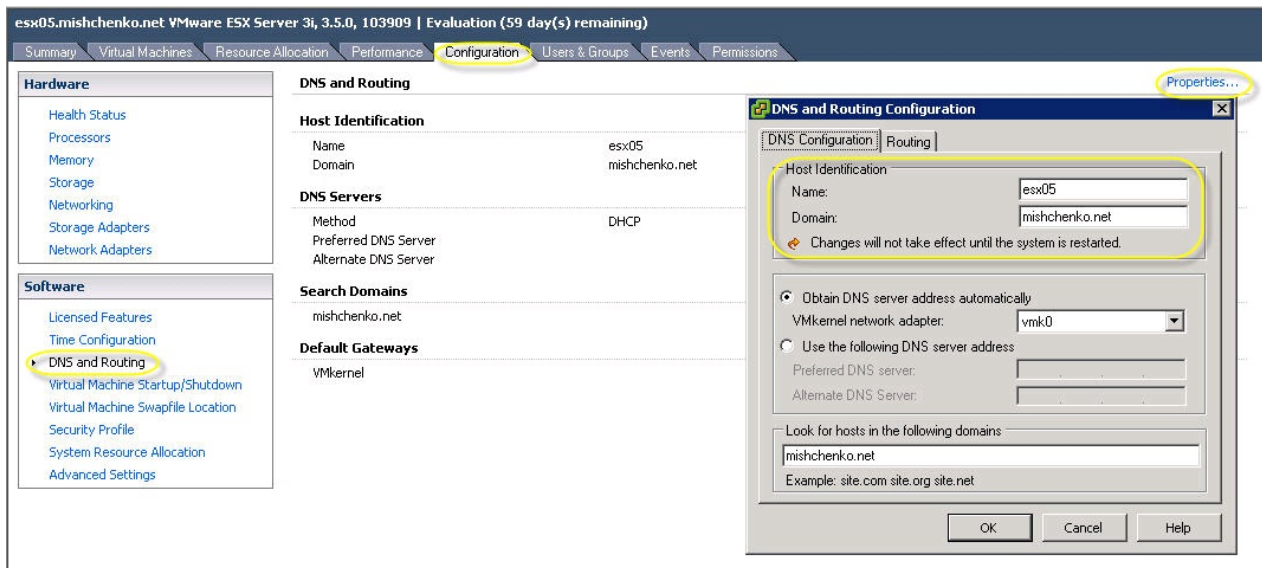 esx05.mishchenko.net VMware ESX Server 3i, 3.5.0, 103909 | Evaluation (59 day(s) remaining)
Summary Virtual Machines Resource Allocation Performance Configuration Users & Groups Events Permissions
Hardware
Health Status
Processors
Memory
Storage
Networking
Storage Adapters
Network Adapters
Software
Licensed Features
Time Configuration
DNS and Routing
Virtual Machine Startup/Shutdown
Virtual Machine Swapfile Location
Security Profile
System Resource Allocation
Advanced Settings
DNS and Routing
Properties...
Host Identification
Name esx05
Domain mishchenko.net
DNS Servers
Method DHCP
Preferred DNS Server
Alternate DNS Server
Search Domains
mishchenko.net
Default Gateways
VMkernel
DNS and Routing Configuration
DNS Configuration Routing
Host Identification
Name: esx05
Domain: mishchenko.net
Changes will not take effect until the system is restarted.
Obtain DNS server address automatically
VMkernel network adapter: vmk0
Use the following DNS server address
Preferred DNS server:
Alternate DNS Server:
Look for hosts in the following domains
mishchenko.net
Example: site.com site.org site.net
OK Cancel Help